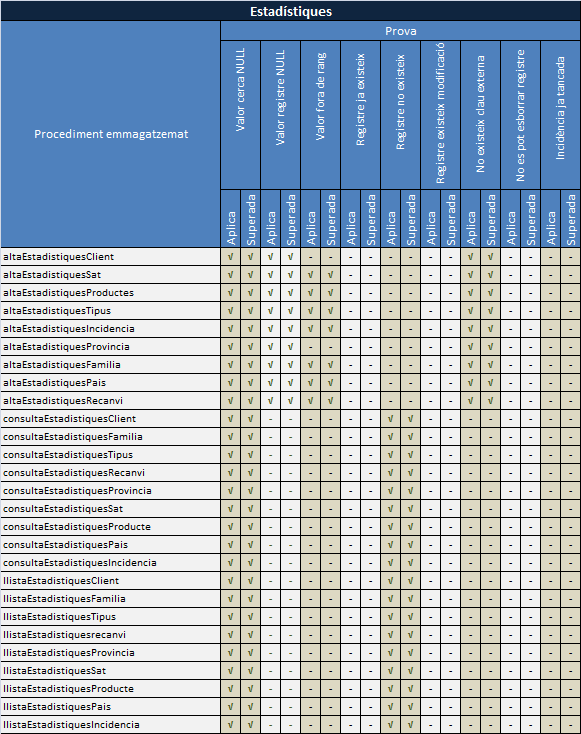 Estadístiques
Procediment emmagatzemat
Prova
Valor cerca NULL
Valor registre NULL
Valor fora de rang
Registre ja existeix
Registre no existeix
Registre existeix modificació
No existeix clau externa
No es pot esborrar registre
Incidència ja tancada
Aplica Superada Aplica Superada Aplica Superada Aplica Superada Aplica Superada Aplica Superada Aplica Superada Aplica Superada Aplica Superada
altaEstadistiquesClient √ √ √ √ - - - - - - - - √ √ - - - -
altaEstadistiquesSat √ √ √ √ √ √ - - - - - - √ √ - - - -
altaEstadistiquesProductes √ √ √ √ √ √ - - - - - - √ √ - - - -
altaEstadistiquesTipus √ √ √ √ √ √ - - - - - - √ √ - - - -
altaEstadistiquesIncidencia √ √ √ √ √ √ - - - - - - √ √ - - - -
altaEstadistiquesProvincia √ √ √ √ - - - - - - - - √ √ - - - -
altaEstadistiquesFamilia √ √ √ √ √ √ - - - - - - √ √ - - - -
altaEstadistiquesPais √ √ √ √ √ √ - - - - - - √ √ - - - -
altaEstadistiquesRecanvi √ √ √ √ √ √ - - - - - - √ √ - - - -
consultaEstadistiquesClient √ √ - - - - - - √ √ - - - - - - - -
consultaEstadistiquesFamilia √ √ - - - - - - √ √ - - - - - - - -
consultaEstadistiquesTipus √ √ - - - - - - √ √ - - - - - - - -
consultaEstadistiquesRecanvi √ √ - - - - - - √ √ - - - - - - - -
consultaEstadistiquesProvincia √ √ - - - - - - √ √ - - - - - - - -
consultaEstadistiquesSat √ √ - - - - - - √ √ - - - - - - - -
consultaEstadistiquesProducte √ √ - - - - - - √ √ - - - - - - - -
consultaEstadistiquesPais √ √ - - - - - - √ √ - - - - - - - -
consultaEstadistiquesIncidencia √ √ - - - - - - √ √ - - - - - - - -
llistaEstadistiquesClient √ √ - - - - - - √ √ - - - - - - - -
llistaEstadistiquesFamilia √ √ - - - - - - √ √ - - - - - - - -
llistaEstadistiquesTipus √ √ - - - - - - √ √ - - - - - - - -
llistaEstadistiquesrecanvi √ √ - - - - - - √ √ - - - - - - - -
llistaEstadistiquesProvincia √ √ - - - - - - √ √ - - - - - - - -
llistaEstadistiquesSat √ √ - - - - - - √ √ - - - - - - - -
llistaEstadistiquesProducte √ √ - - - - - - √ √ - - - - - - - -
llistaEstadistiquesPais √ √ - - - - - - √ √ - - - - - - - -
llistaEstadistiquesIncidencia √ √ - - - - - - √ √ - - - - - - - -